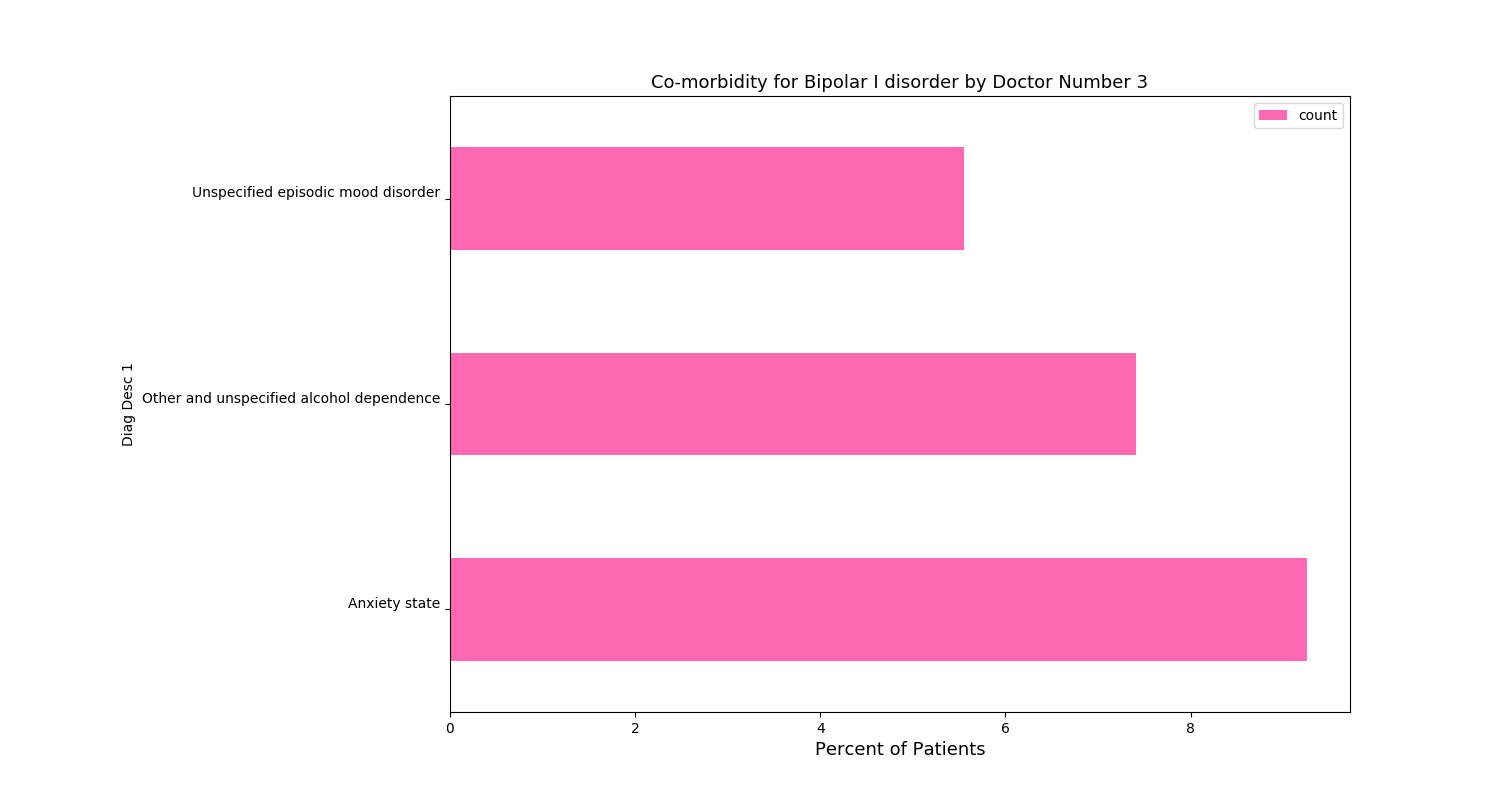 Co-morbidity for Bipolar I disorder by Doctor Number 3
count
Unspecified episodic mood disorder
Other and unspecified alcohol dependence
Anxiety state
Diag Desc 1
0 2 4 6 8
Percent of Patients